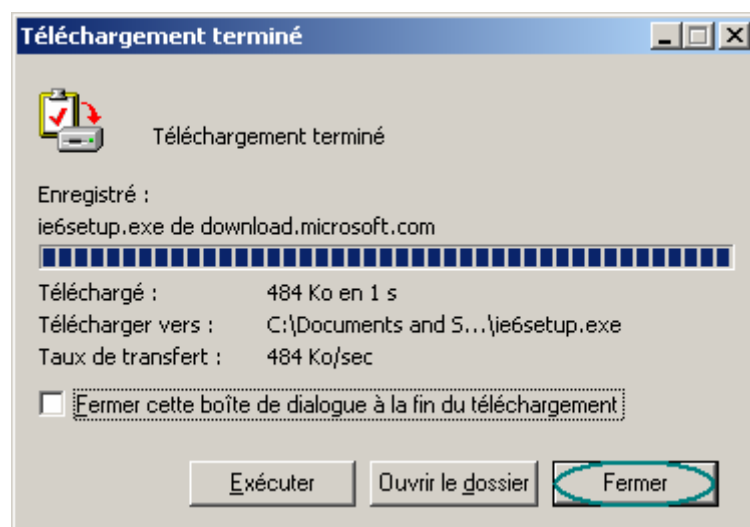 Téléchargement terminé
Téléchargement terminé
Enregistré :
ie6setup.exe de download.microsoft.com
Téléchargé : 484 Ko en 1 s
Télécharger vers : C:\Documents and S...\ie6setup.exe
Taux de transfert : 484 Ko/sec
Fermer cette boîte de dialogue à la fin du téléchargement
Exécuter Ouvrir le dossier Fermer